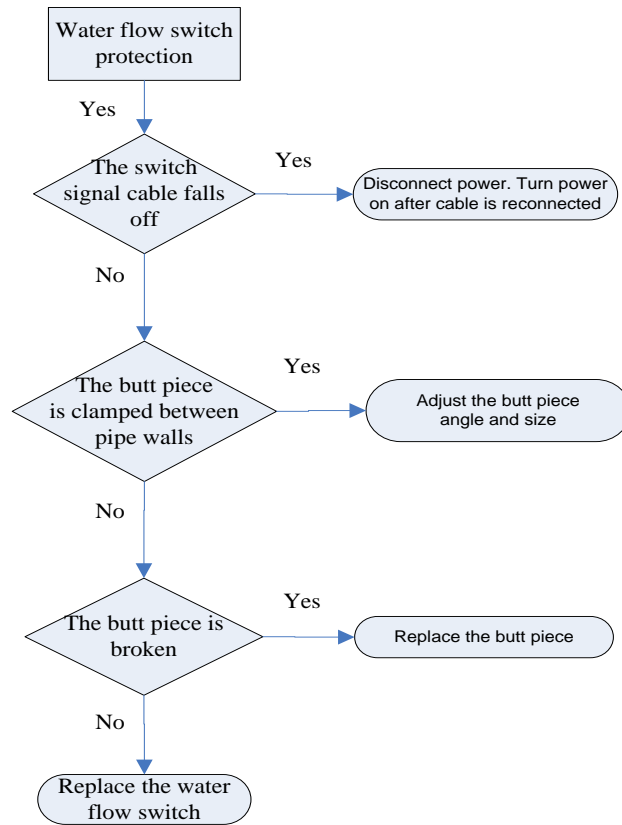 Water flow switch
protection
Yes
The switch
signal cable falls
off
Yes
Disconnect power. Turn power
on after cable is reconnected
No
The butt piece
is clamped between
pipe walls
Yes
Adjust the butt piece
angle and size
No
The butt piece is
broken
Yes
Replace the butt piece
No
Replace the water
flow switch